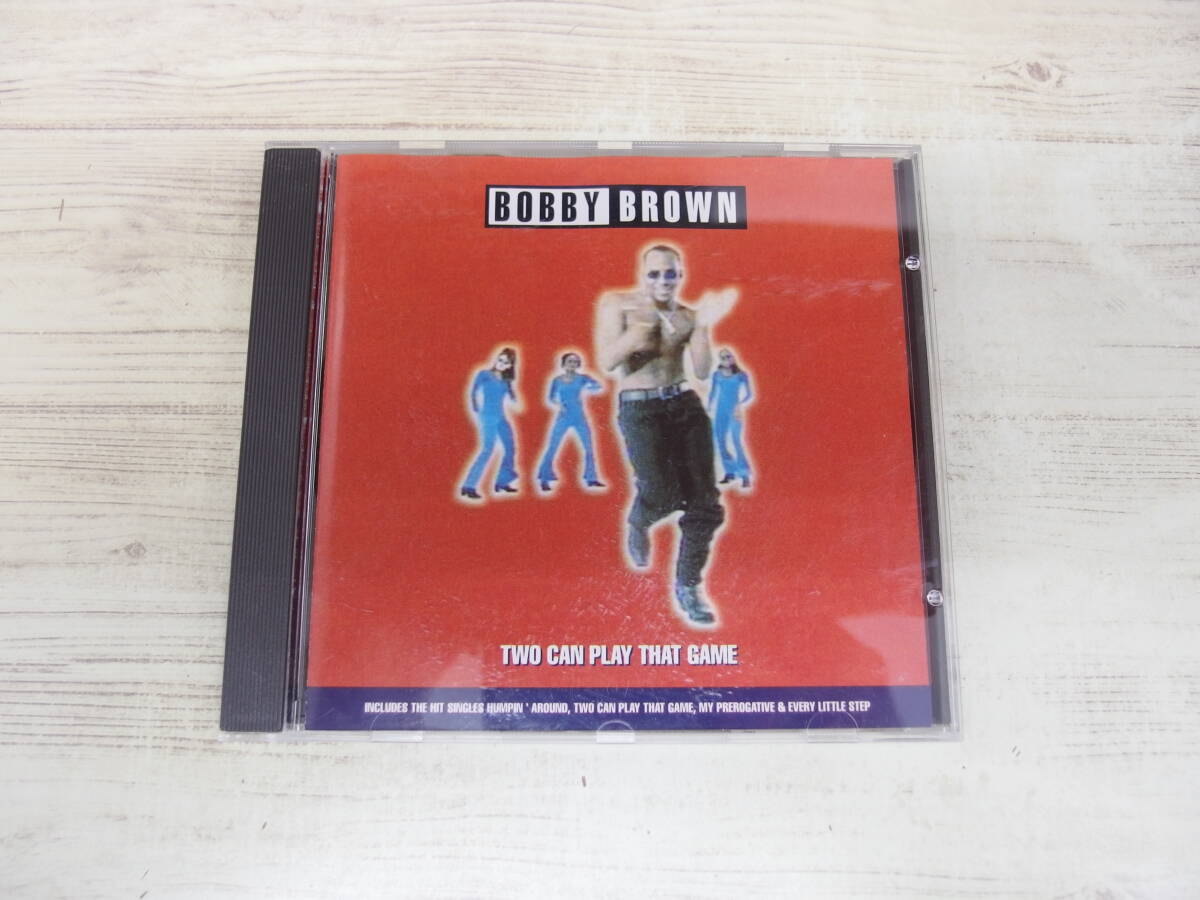 BOBBY BROWN
TWO CAN PLAY THAT GAME
INCLUDES THE HIT SINGLES HUMPIN ' AROUND, TWO CAN PLAY THAT GAME, MY PREROGATIVE & EVERY LITTLE STEP